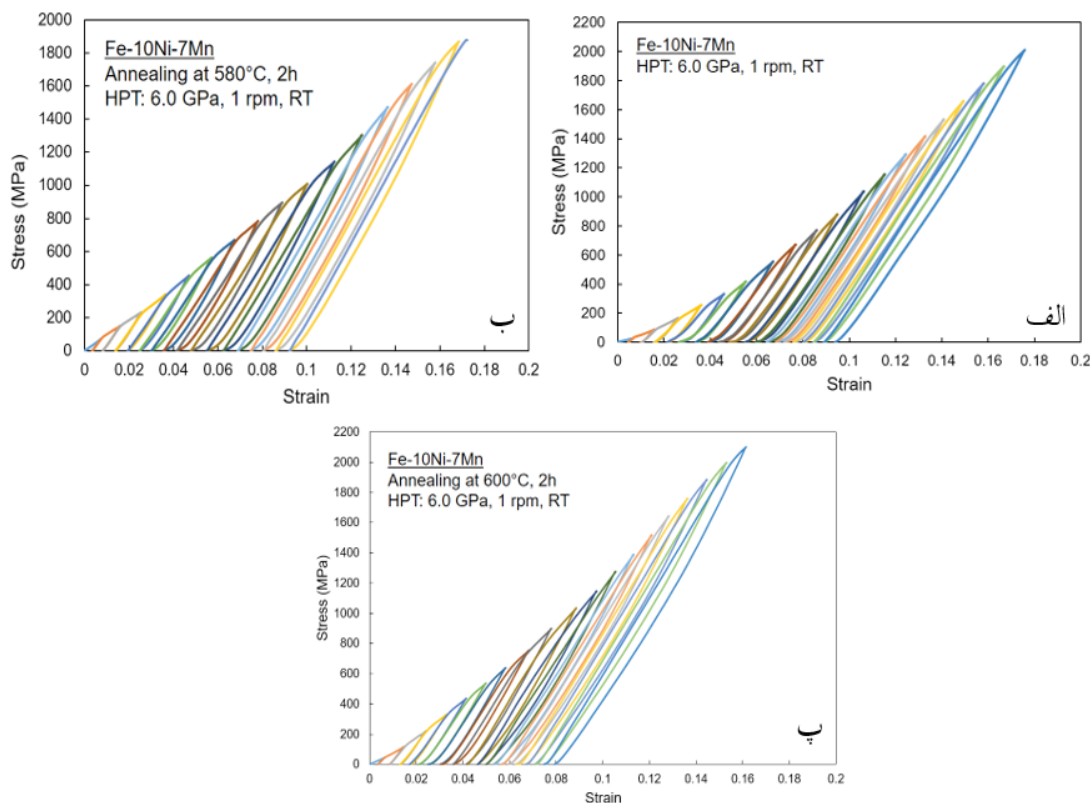 2000
1800
1600
1400
1200
1000
800
600
400
200
0
Stress (MPa)
Fe-10Ni-7Mn
Annealing at 580°C, 2h
HPT: 6.0 GPa, 1 rpm, RT
ب
0 0.02 0.04 0.06 0.08 0.1 0.12 0.14 0.16 0.18 0.2
Strain
2200
2000
1800
1600
1400
1200
1000
800
600
400
200
0
Stress (MPa)
Fe-10Ni-7Mn
HPT: 6.0 GPa, 1 rpm, RT
الف
0 0.02 0.04 0.06 0.08 0.1 0.12 0.14 0.16 0.18 0.2
Strain
2200
2000
1800
1600
1400
1200
1000
800
600
400
200
0
Stress (MPa)
Fe-10Ni-7Mn
Annealing at 600°C, 2h
HPT: 6.0 GPa, 1 rpm, RT
پ
0 0.02 0.04 0.06 0.08 0.1 0.12 0.14 0.16 0.18 0.2
Strain